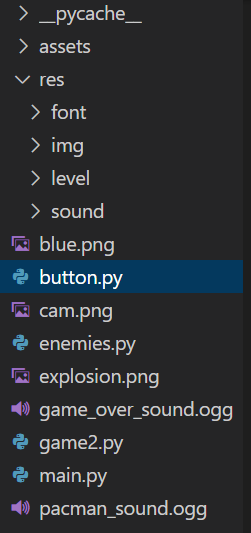 __pycache__
assets
res
font
img
level
sound
blue.png
button.py
cam.png
enemies.py
explosion.png
game_over_sound.ogg
game2.py
main.py
pacman_sound.ogg